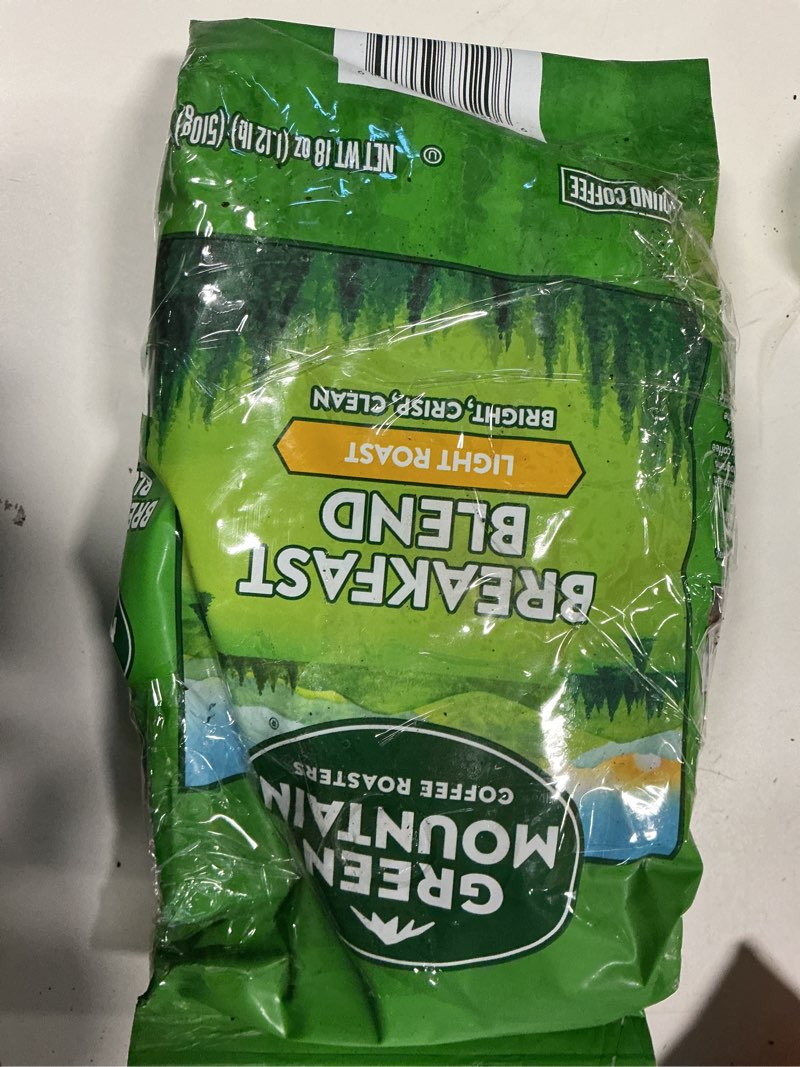 GREEN
MOUNTAIN
COFFEE ROASTERS
®
BREAKFAST
BLEND
LIGHT ROAST
BRIGHT, CRISP, CLEAN
COFFEE
U
NET WT 18 oz (1.12 lb) (510g)